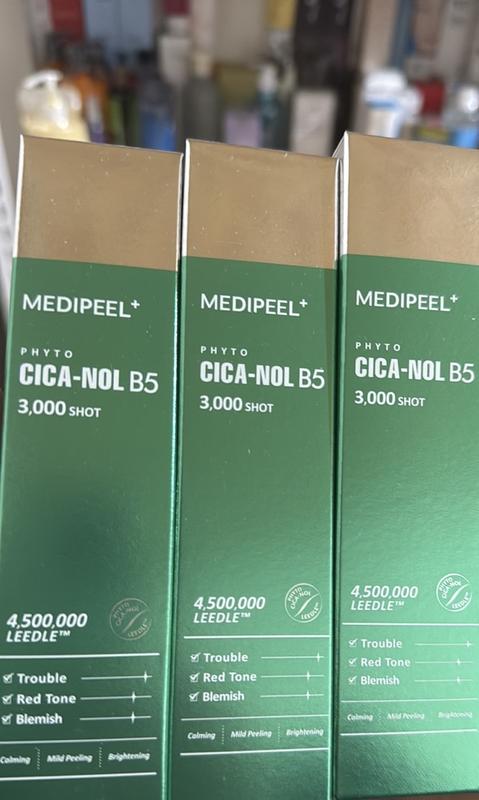 MEDIPEEL+
PHYTO
CICA-NOL B5
3,000 SHOT
4,500,000
LEEDLE™
PHYTO
CICA-NOL
LEEDLE™
Trouble
Red Tone
Blemish
Calming Mild Peeling Brightening
MEDIPEEL+
PHYTO
CICA-NOL B5
3,000 SHOT
4,500,000
LEEDLE™
PHYTO
CICA-NOL
LEEDLE™
Trouble
Red Tone
Blemish
Calming Mild Peeling Brightening
MEDIPEEL+
PHYTO
CICA-NOL B5
3,000 SHOT
4,500,000
LEEDLE™
PHYTO
CICA-NOL
LEEDLE™
Trouble
Red Tone
Blemish
Calming Mild Peeling Brightening